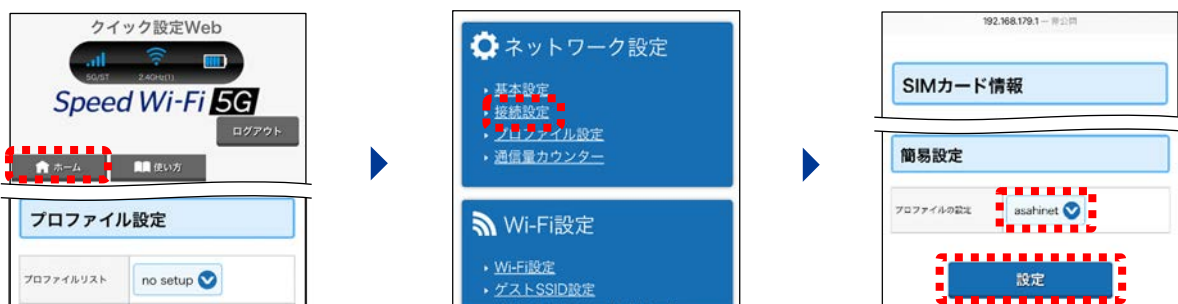 クイック設定Web
5G/ST 2.4GHz(1)
Speed Wi-Fi 5G
ログアウト
ホーム 使い方
プロファイル設定
プロファイルリスト no setup
ネットワーク設定
基本設定
接続設定
プロファイル設定
通信量カウンター
Wi-Fi設定
Wi-Fi設定
ゲストSSID設定
192.168.179.1 — 非公開
SIMカード情報
簡易設定
プロファイルの設定 asahinet
設定